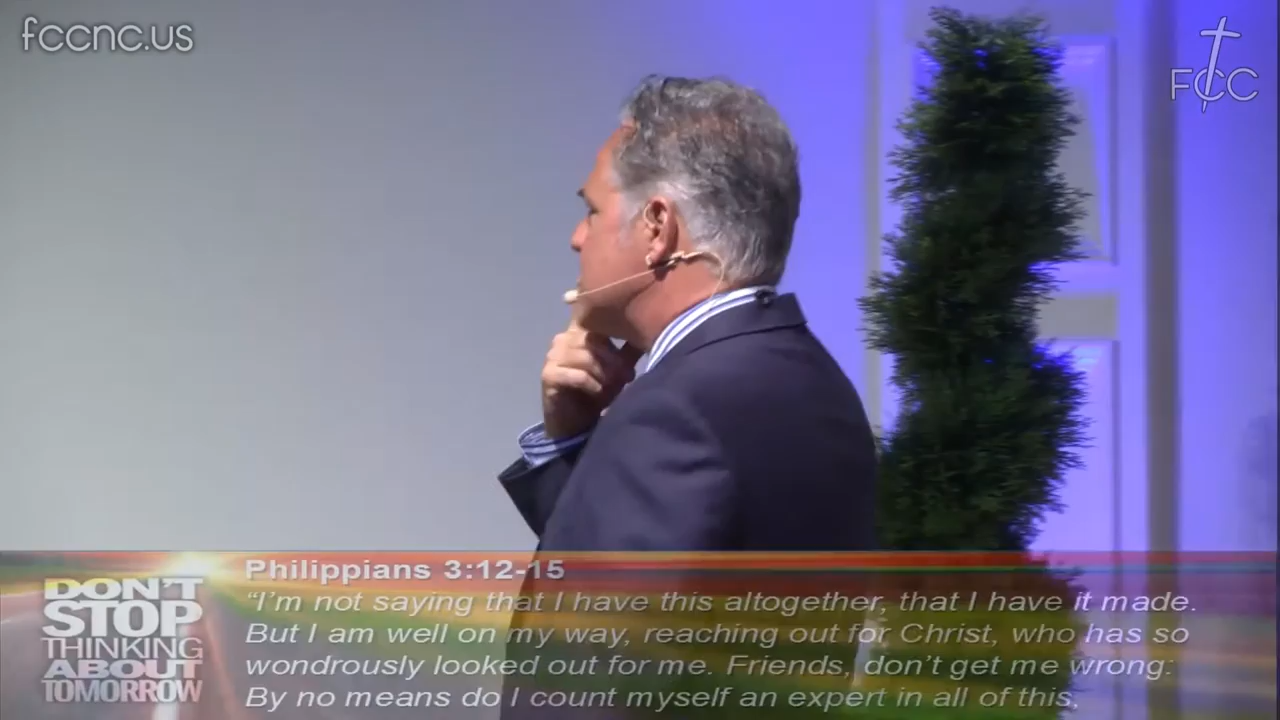 fccnc.us
FCC
DON'T
STOP
THINKING
ABOUT
TOMORROW
Philippians 3:12-15
“I’m not saying that I have this altogether, that I have it made.
But I am well on my way, reaching out for Christ, who has so
wondrously looked out for me. Friends, don’t get me wrong:
By no means do I count myself an expert in all of this,